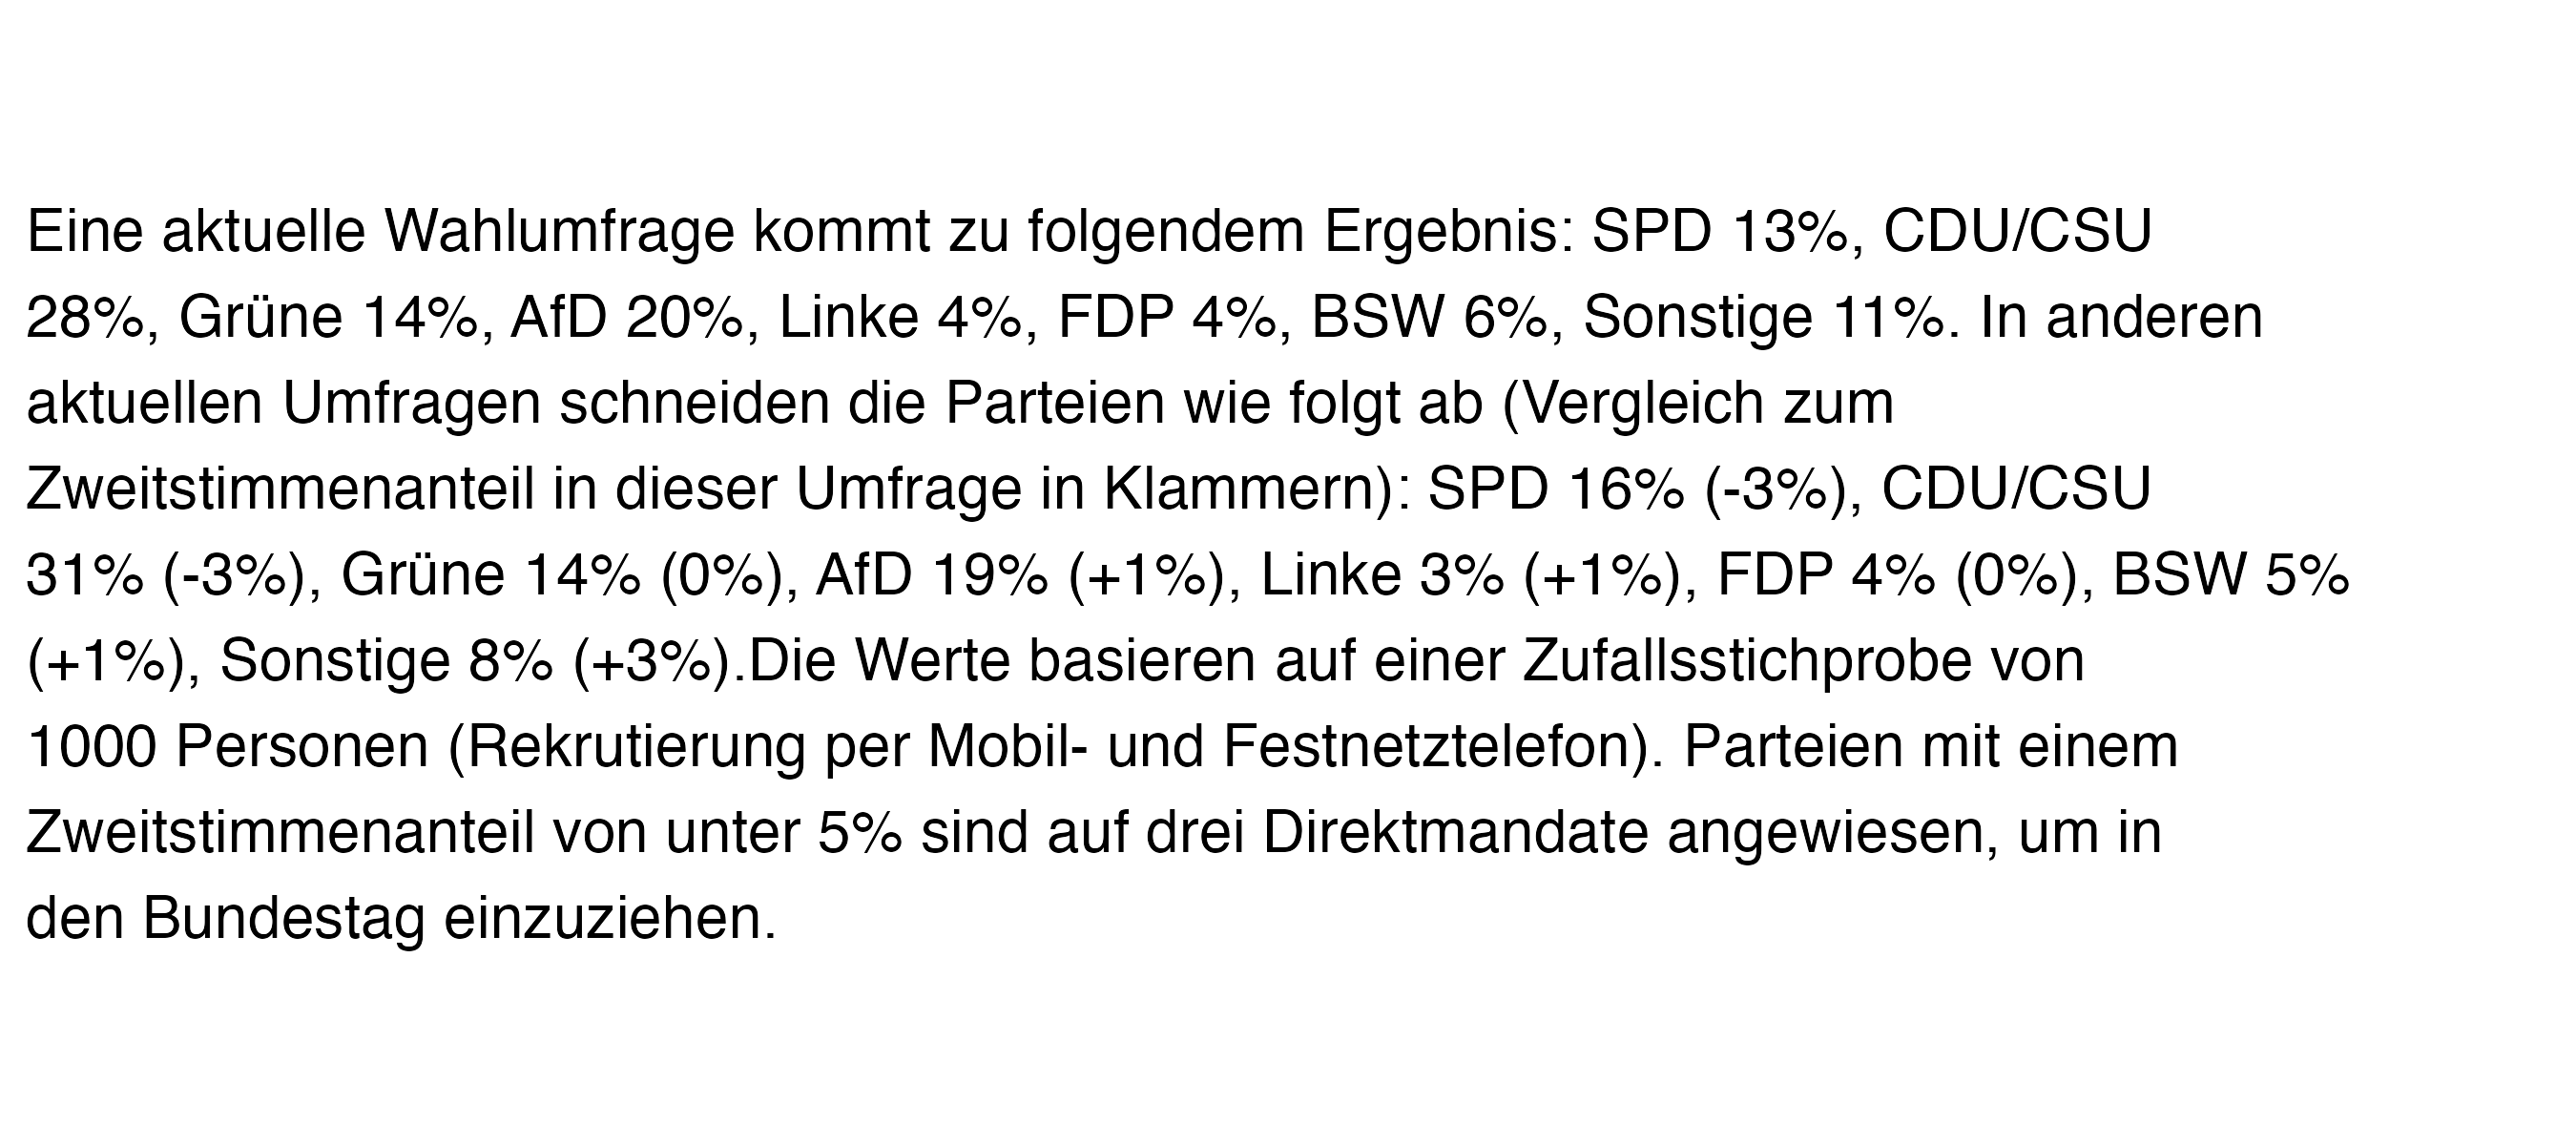 Eine aktuelle Wahlumfrage kommt zu folgendem Ergebnis: SPD 13%, CDU/CSU
28%, Grüne 14%, AfD 20%, Linke 4%, FDP 4%, BSW 6%, Sonstige 11%. In anderen
aktuellen Umfragen schneiden die Parteien wie folgt ab (Vergleich zum
Zweitstimmenanteil in dieser Umfrage in Klammern): SPD 16% (-3%), CDU/CSU
31% (-3%), Grüne 14% (0%), AfD 19% (+1%), Linke 3% (+1%), FDP 4% (0%), BSW 5%
(+1%), Sonstige 8% (+3%).Die Werte basieren auf einer Zufallsstichprobe von
1000 Personen (Rekrutierung per Mobil- und Festnetztelefon). Parteien mit einem
Zweitstimmenanteil von unter 5% sind auf drei Direktmandate angewiesen, um in
den Bundestag einzuziehen.